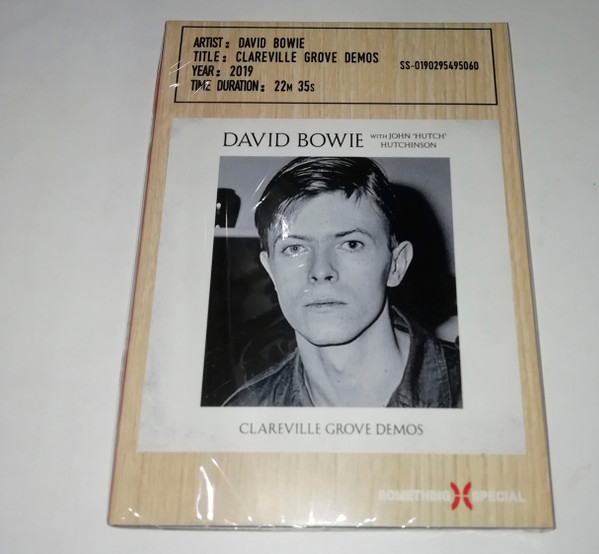 ARTIST: DAVID BOWIE
TITLE: CLAREVILLE GROVE DEMOS
YEAR: 2019
SS-0190295495060
TIME DURATION: 22M 35S
DAVID BOWIE WITH JOHN 'HUTCH'
HUTCHINSON
CLAREVILLE GROVE DEMOS
SOMETHING SPECIAL